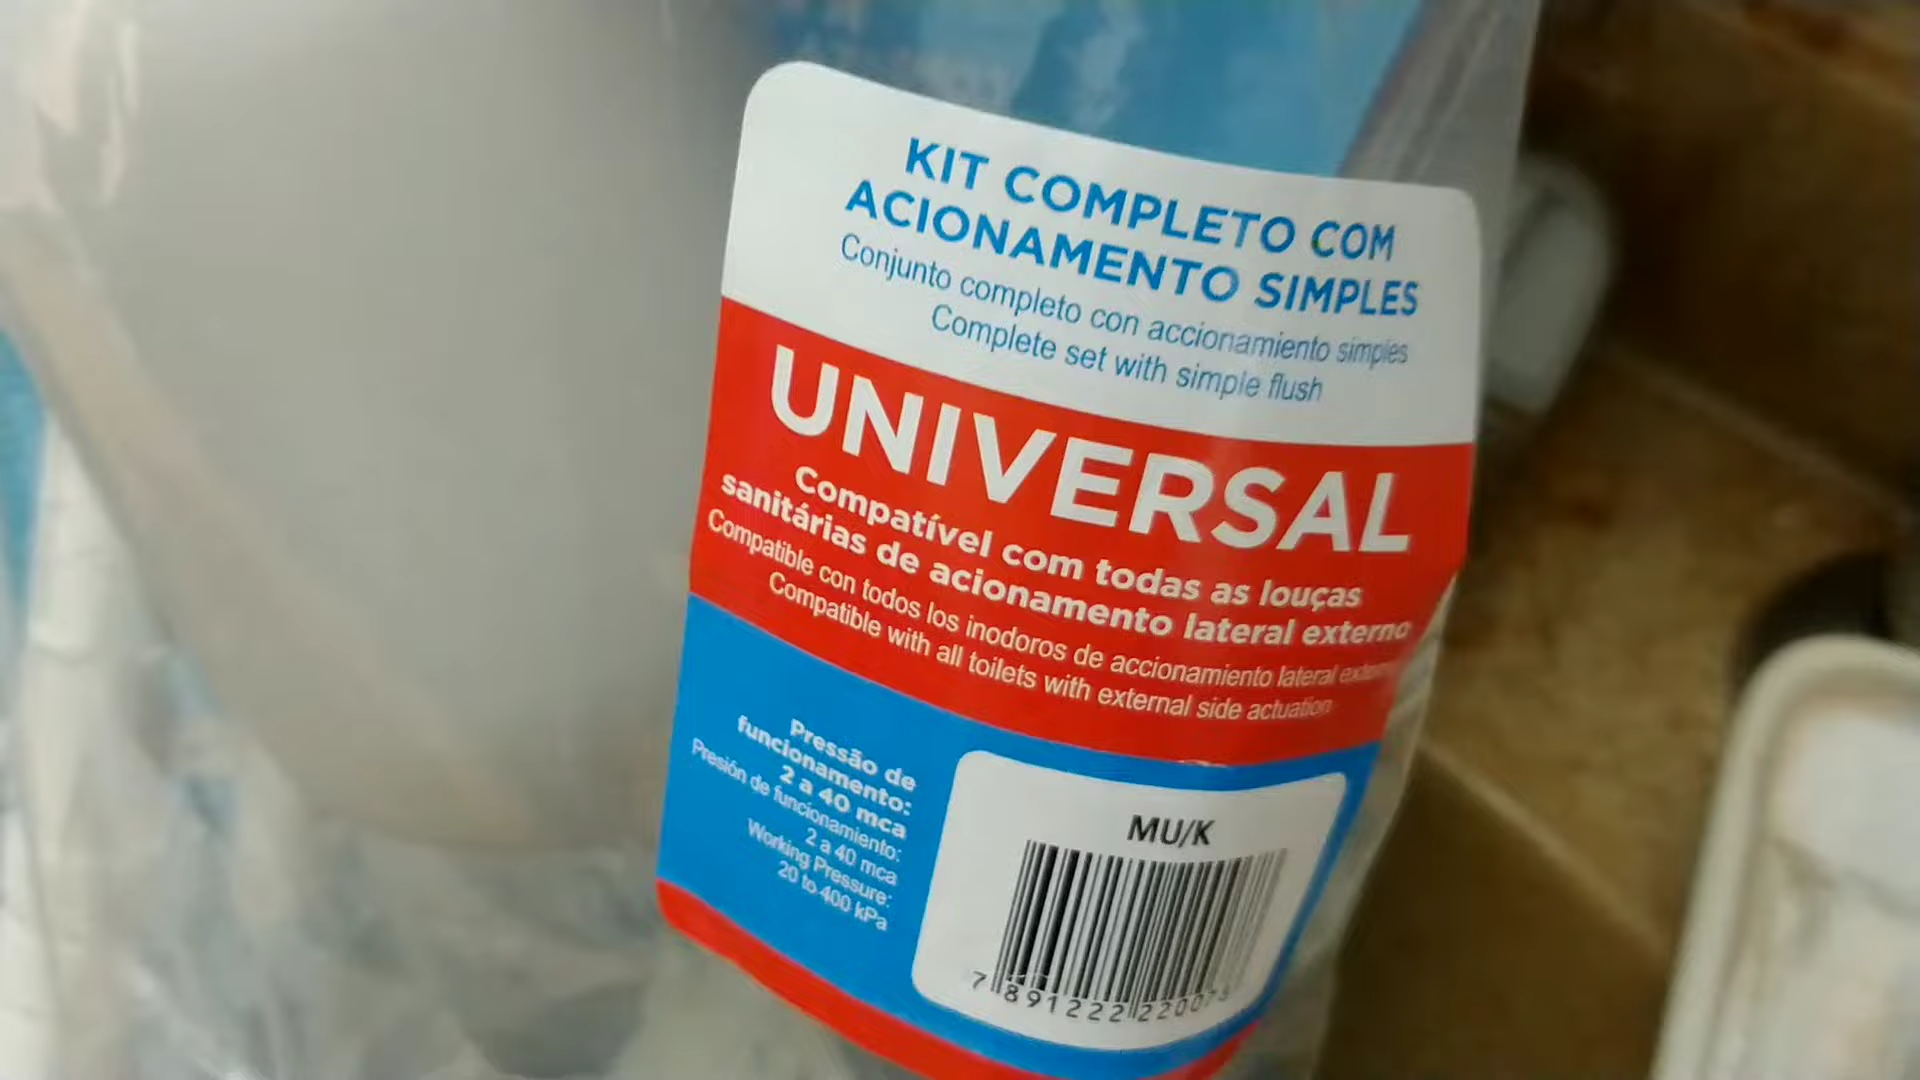 KIT COMPLETO COM
ACIONAMENTO SIMPLES
Conjunto completo con accionamiento simples
Complete set with simple flush
UNIVERSAL
Compatível com todas as louças
sanitárias de acionamento lateral externo
Compatible con todos los inodoros de accionamiento lateral
Compatible with all toilets with external side actuation
Pressão de
funcionamento:
2 a 40 mca
Presión de funcionamiento:
2 a 40 mca
Working Pressure:
20 to 400 kPa
MU/K
7 891222 22007